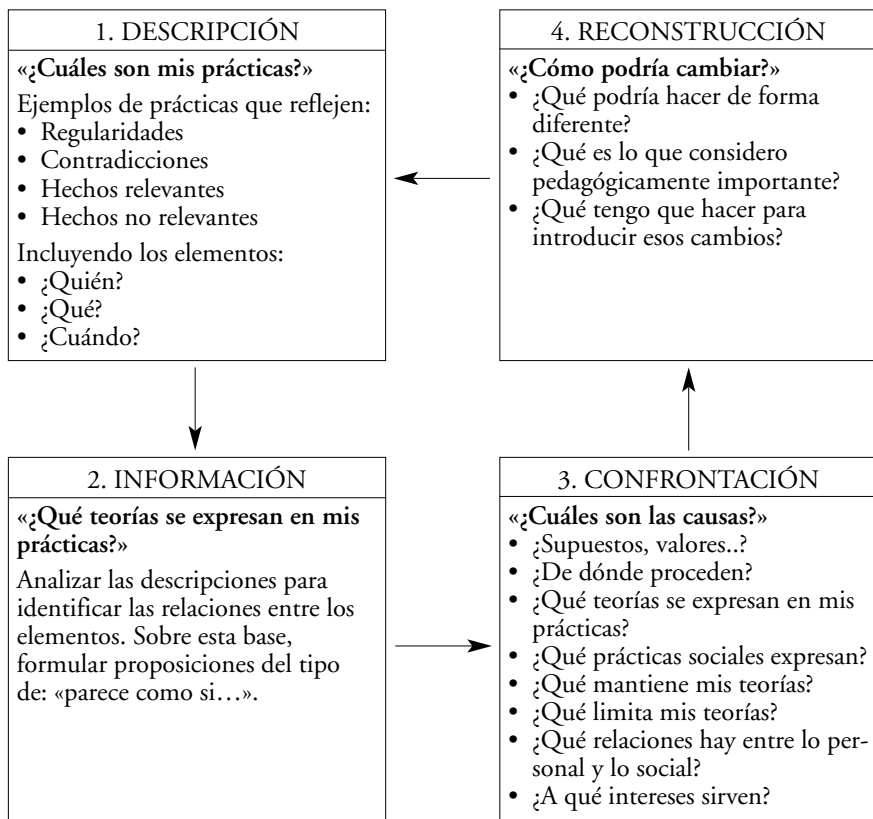 1. DESCRIPCIÓN
«¿Cuáles son mis prácticas?»
Ejemplos de prácticas que reflejen:
• Regularidades
• Contradicciones
• Hechos relevantes
• Hechos no relevantes
Incluyendo los elementos:
• ¿Quién?
• ¿Qué?
• ¿Cuándo?
2. INFORMACIÓN
«¿Qué teorías se expresan en mis
prácticas?»
Analizar las descripciones para
identificar las relaciones entre los
elementos. Sobre esta base,
formular proposiciones del tipo
de: «parece como si…».
3. CONFRONTACIÓN
«¿Cuáles son las causas?»
• ¿Supuestos, valores..?
• ¿De dónde proceden?
• ¿Qué teorías se expresan en mis
prácticas?
• ¿Qué prácticas sociales expresan?
• ¿Qué mantiene mis teorías?
• ¿Qué limita mis teorías?
• ¿Qué relaciones hay entre lo per-
sonal y lo social?
• ¿A qué intereses sirven?
4. RECONSTRUCCIÓN
«¿Cómo podría cambiar?»
• ¿Qué podría hacer de forma
diferente?
• ¿Qué es lo que considero
pedagógicamente importante?
• ¿Qué tengo que hacer para
introducir esos cambios?